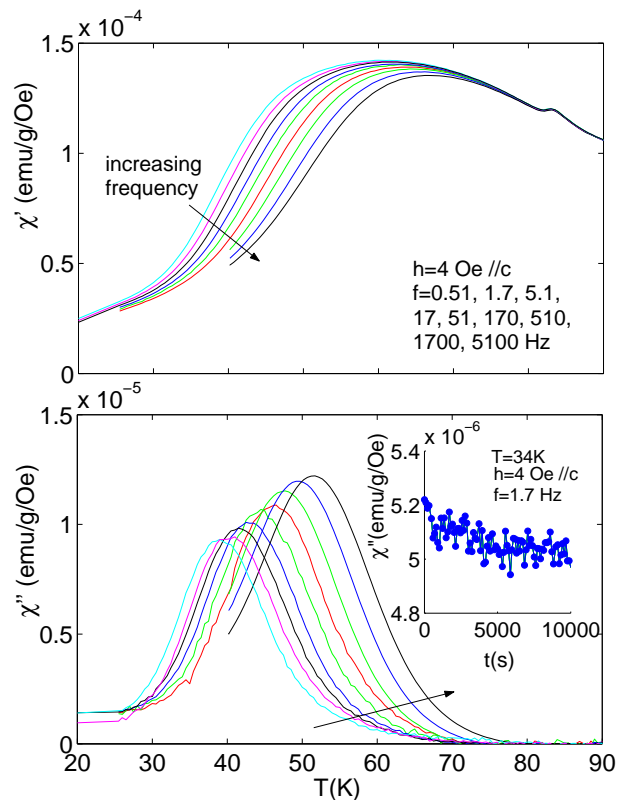 x 10⁻⁴
1.5
1
0.5
0
χ' (emu/g/Oe)
increasing
frequency
h=4 Oe //c
f=0.51, 1.7, 5.1,
17, 51, 170, 510,
1700, 5100 Hz
x 10⁻⁵
1.5
1
0.5
0
χ'' (emu/g/Oe)
20 30 40 50 60 70 80 90
T(K)
x 10⁻⁶
5.4
5.2
5
4.8
χ''(emu/g/Oe)
T=34K
h=4 Oe //c
f=1.7 Hz
0 5000 10000
t(s)